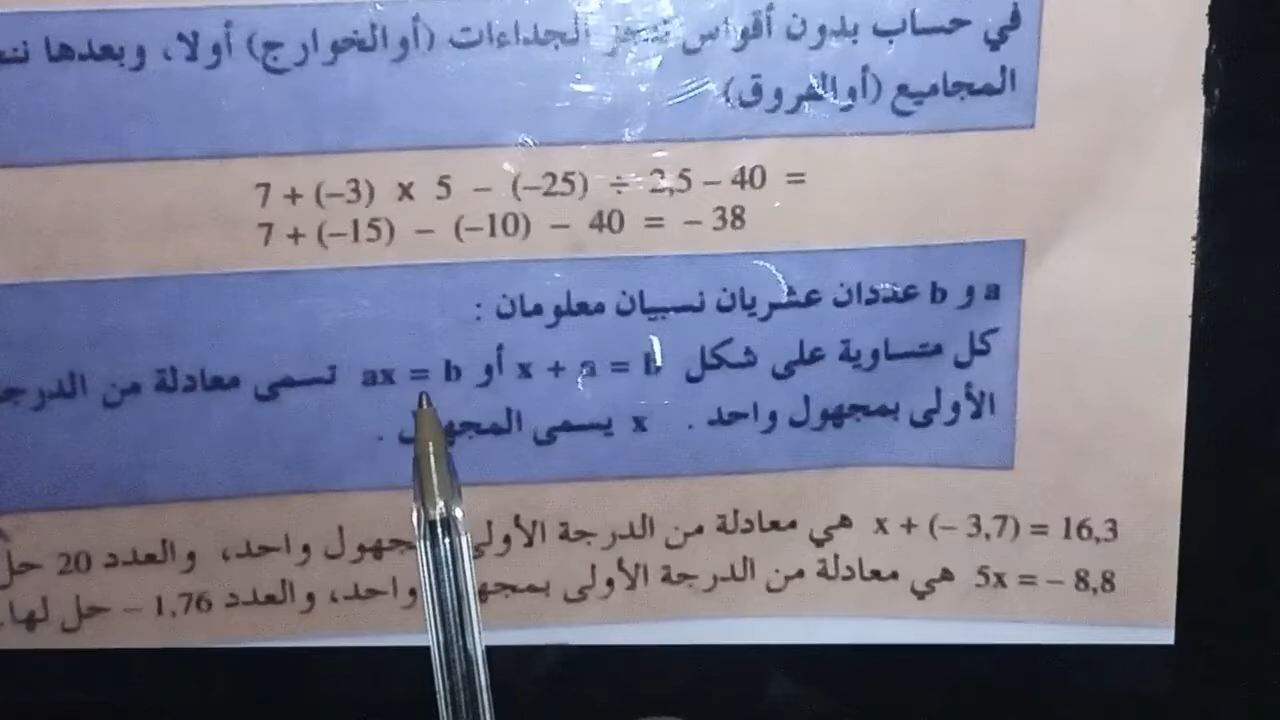 في حساب بدون أقواس ننجز الجداءات (أو الخوارج) أولا، وبعدها
المجاميع (أو الفروق)
7 + (–3) x 5 – (–25) ÷ 2,5 – 40 =
7 + (–15) – (–10) – 40 = – 38
a و b عددان عشريان نسبيان معلومان :
كل متساوية على شكل x + a = b أو ax = b تسمى معادلة من
الأولى بمجهول واحد . x يسمى المجهول .
x + (– 3,7) = 16,3 هي معادلة من الدرجة الأولى بمجهول واحد، والعدد 20 حل
5x = – 8,8 هي معادلة من الدرجة الأولى بمجهول واحد، والعدد 1,76 – حل لها.